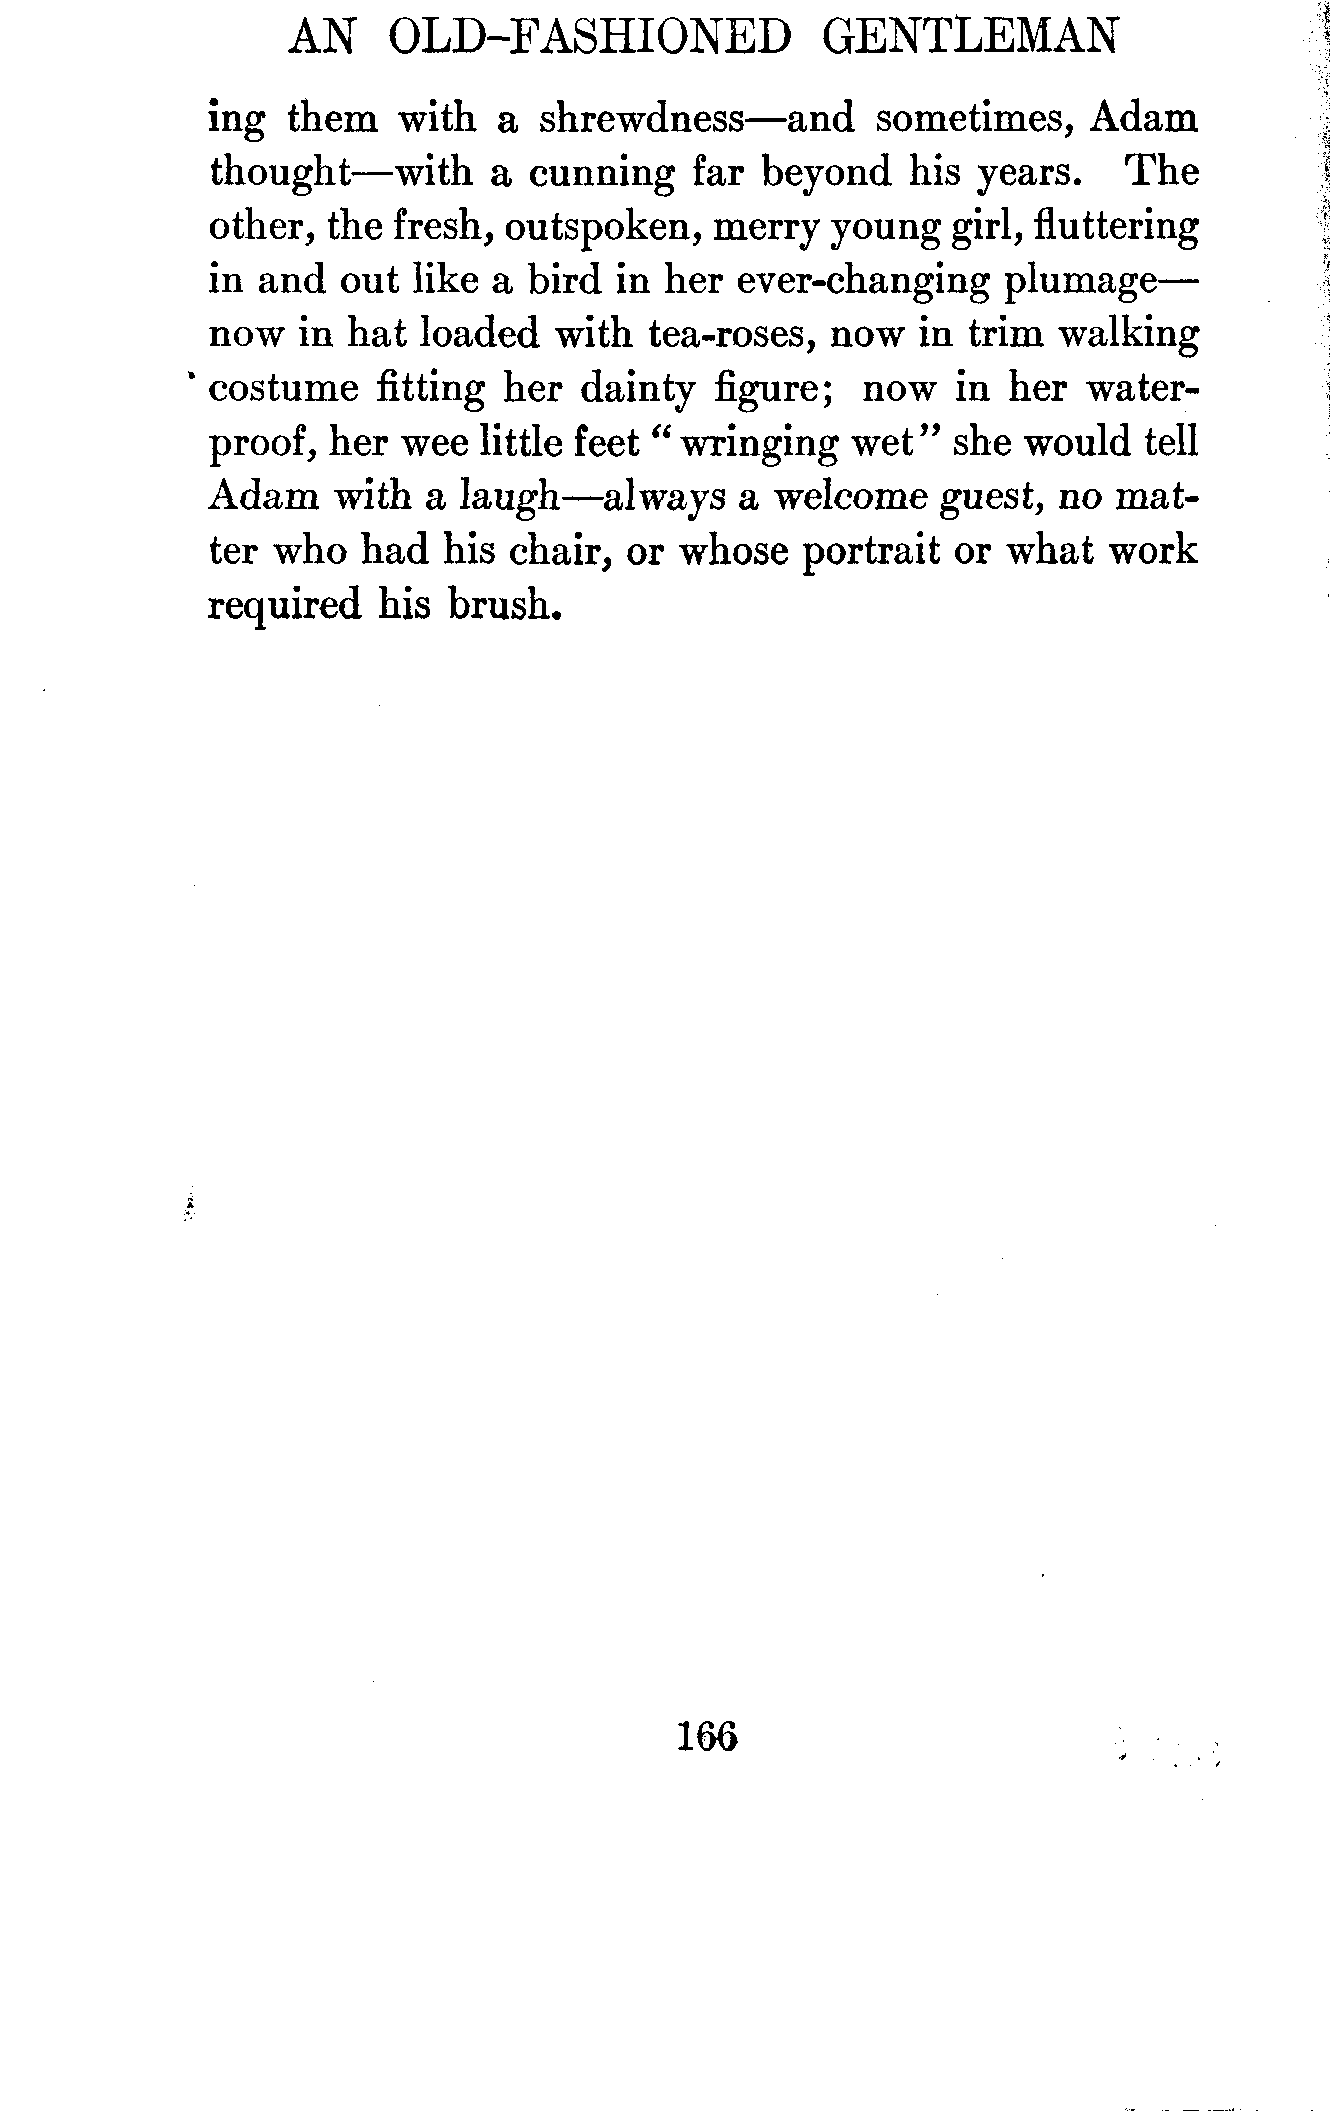 AN OLD-FASHIONED GENTLEMAN
ing them with a shrewdness—and sometimes, Adam
thought—with a cunning far beyond his years. The
other, the fresh, outspoken, merry young girl, fluttering
in and out like a bird in her ever-changing plumage—
now in hat loaded with tea-roses, now in trim walking
costume fitting her dainty figure; now in her water-
proof, her wee little feet "wringing wet" she would tell
Adam with a laugh—always a welcome guest, no mat-
ter who had his chair, or whose portrait or what work
required his brush.
166